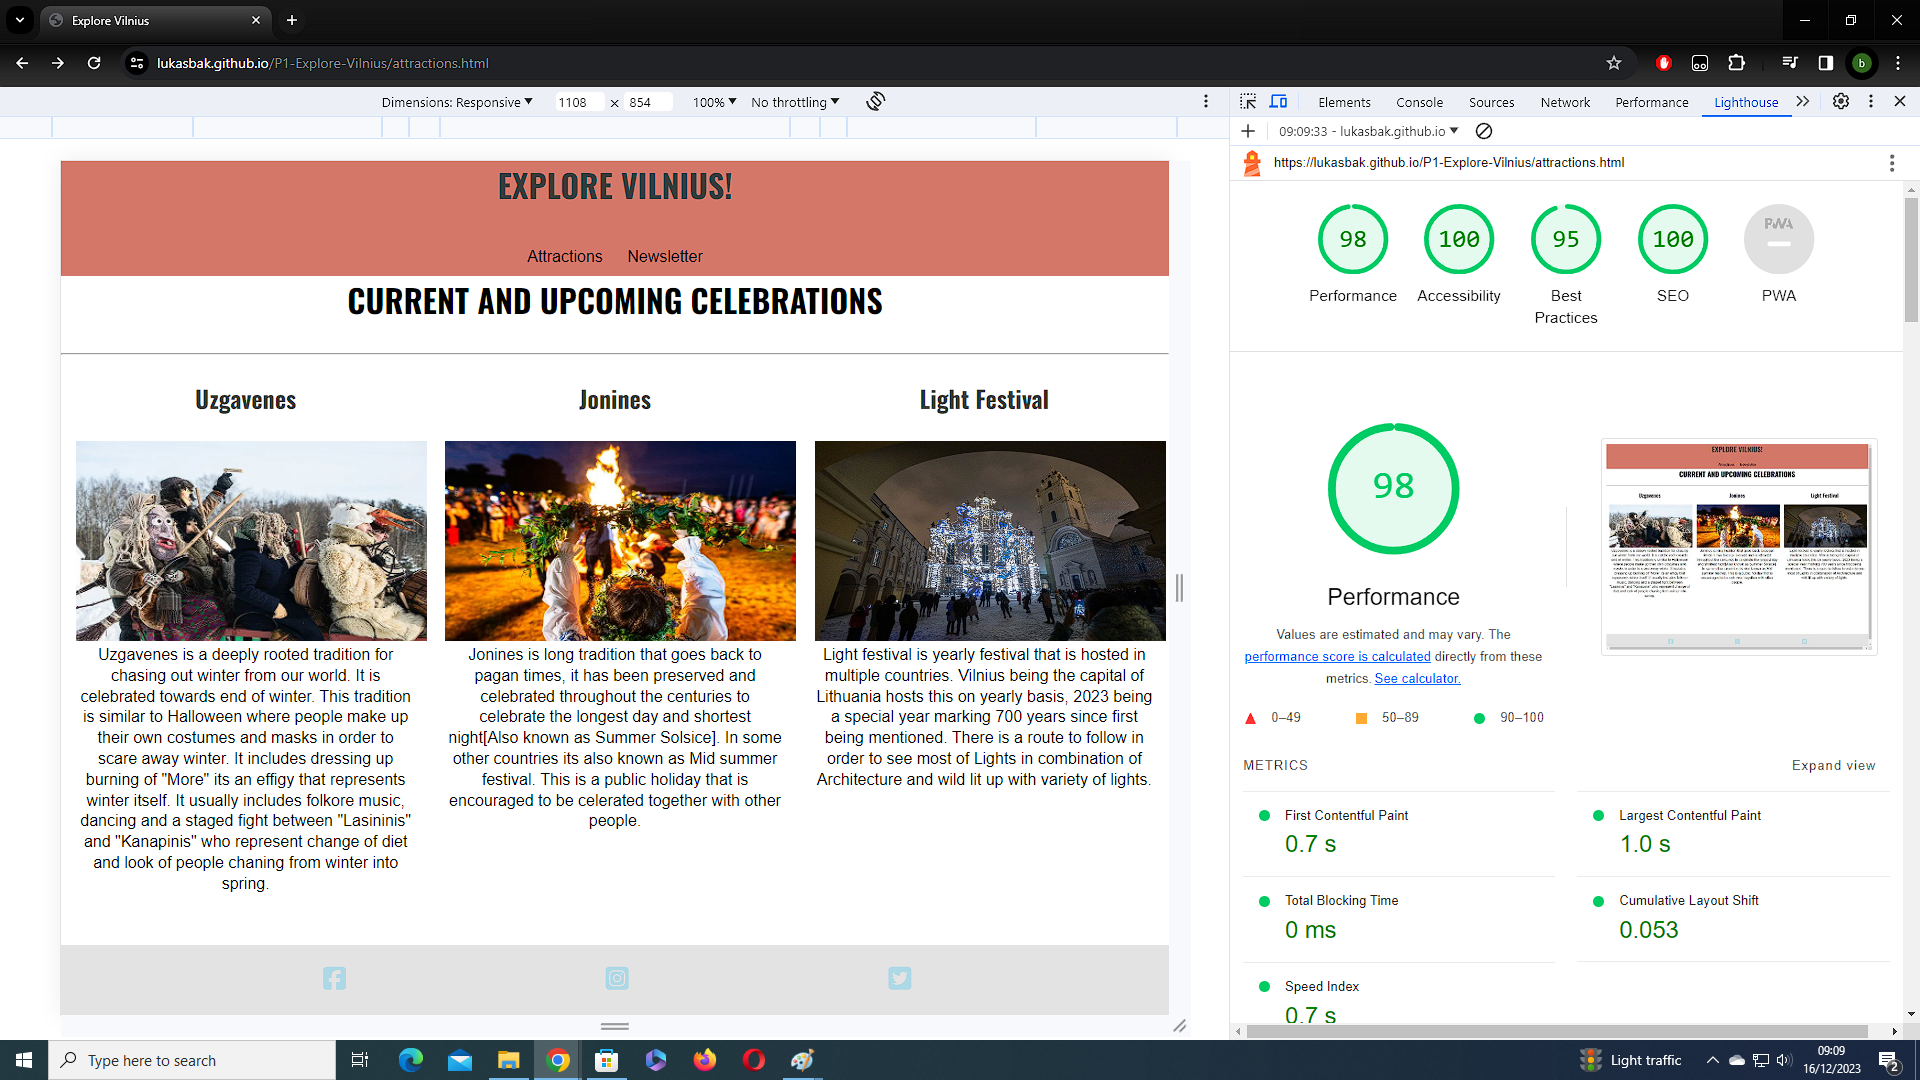 Explore Vilnius
lukasbak.github.io/P1-Explore-Vilnius/attractions.html
b
Dimensions: Responsive 1108 × 854 100% No throttling
Elements Console Sources Network Performance Lighthouse
09:09:33 - lukasbak.github.io
https://lukasbak.github.io/P1-Explore-Vilnius/attractions.html
EXPLORE VILNIUS!
Attractions Newsletter
CURRENT AND UPCOMING CELEBRATIONS
Uzgavenes
Uzgavenes is a deeply rooted tradition for
chasing out winter from our world. It is
celebrated towards end of winter. This tradition
is similar to Halloween where people make up
their own costumes and masks in order to
scare away winter. It includes dressing up
burning of "More" its an effigy that represents
winter itself. It usually includes folkore music,
dancing and a staged fight between "Lasininis"
and "Kanapinis" who represent change of diet
and look of people chaning from winter into
spring.
Jonines
Jonines is long tradition that goes back to
pagan times, it has been preserved and
celebrated throughout the centuries to
celebrate the longest day and shortest
night[Also known as Summer Solsice]. In some
other countries its also known as Mid summer
festival. This is a public holiday that is
encouraged to be celerated together with other
people.
Light Festival
Light festival is yearly festival that is hosted in
multiple countries. Vilnius being the capital of
Lithuania hosts this on yearly basis, 2023 being
a special year marking 700 years since first
being mentioned. There is a route to follow in
order to see most of Lights in combination of
Architecture and wild lit up with variety of lights.
98 100 95 100 PWA
Performance Accessibility Best Practices SEO PWA
98
Performance
Values are estimated and may vary. The
performance score is calculated directly from these
metrics. See calculator.
0–49 50–89 90–100
EXPLORE VILNIUS!
CURRENT AND UPCOMING CELEBRATIONS
Uzgavenes Jonines Light Festival
METRICS Expand view
First Contentful Paint
0.7 s
Largest Contentful Paint
1.0 s
Total Blocking Time
0 ms
Cumulative Layout Shift
0.053
Speed Index
0.7 s
Type here to search
Light traffic
09:09
16/12/2023
2